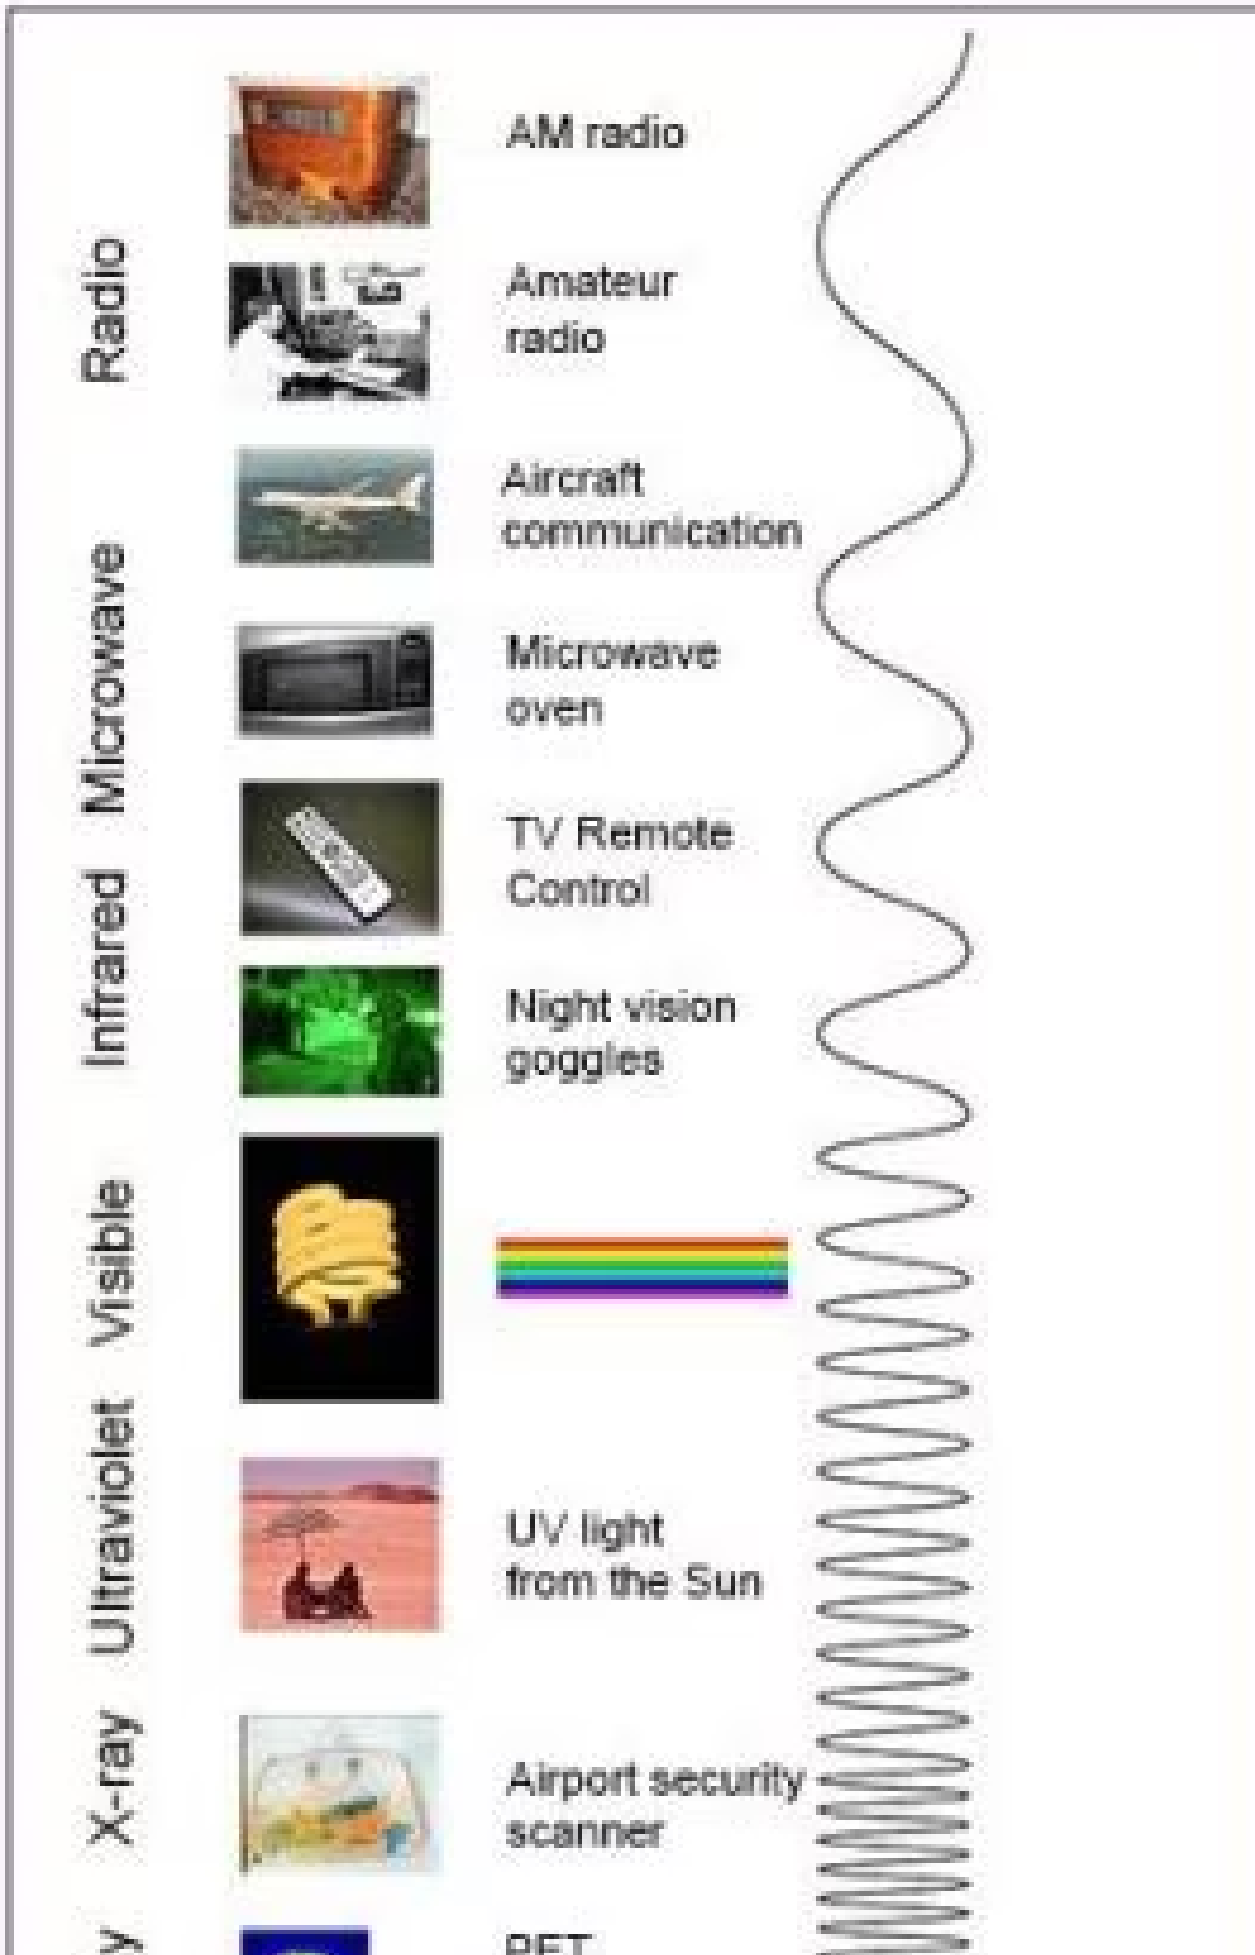 Radio
AM radio
Amateur
radio
Aircraft
communication
Microwave
Microwave
oven
Infrared
TV Remote
Control
Night vision
goggles
Visible
Ultraviolet
UV light
from the Sun
X-ray
Airport security
scanner
PET